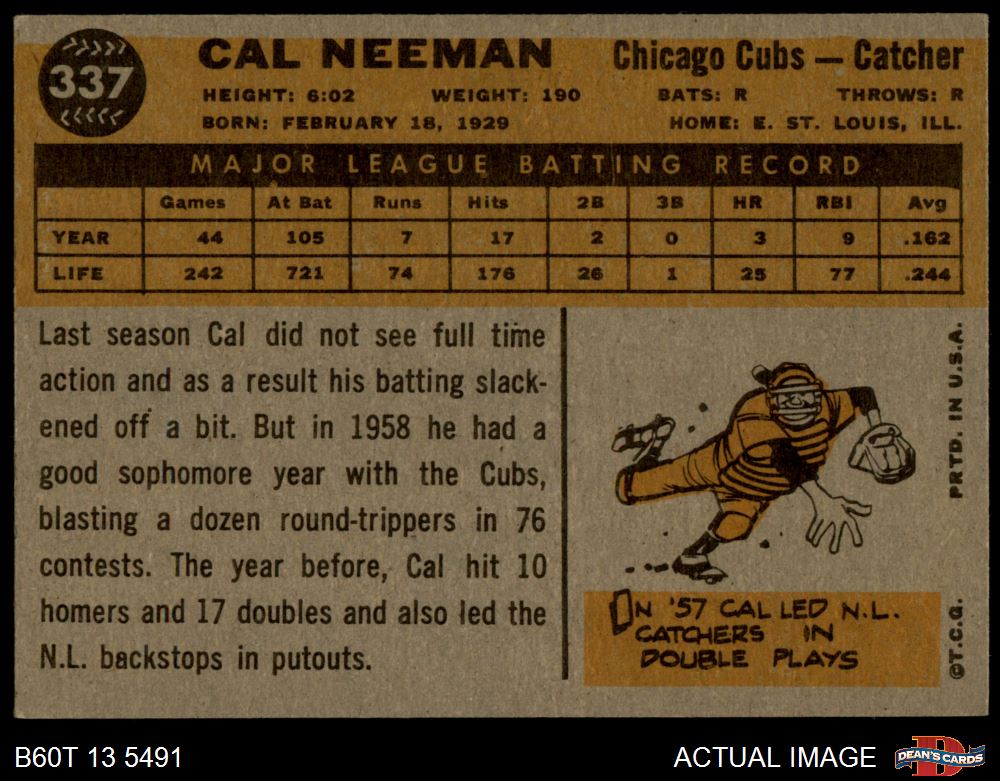 337
CAL NEEMAN
Chicago Cubs — Catcher
HEIGHT: 6:02 WEIGHT: 190 BATS: R THROWS: R
BORN: FEBRUARY 18, 1929 HOME: E. ST. LOUIS, ILL.
MAJOR LEAGUE BATTING RECORD
Games At Bat Runs Hits 2B 3B HR RBI Avg
YEAR 44 105 7 17 2 0 3 9 .162
LIFE 242 721 74 176 26 1 25 77 .244
Last season Cal did not see full time
action and as a result his batting slack-
ened off a bit. But in 1958 he had a
good sophomore year with the Cubs,
blasting a dozen round-trippers in 76
contests. The year before, Cal hit 10
homers and 17 doubles and also led the
N.L. backstops in putouts.
IN '57 CAL LED N.L.
CATCHERS IN
DOUBLE PLAYS
©T.C.G. PRTD. IN U.S.A.
B60T 13 5491
ACTUAL IMAGE
D
DEAN'S CARDS